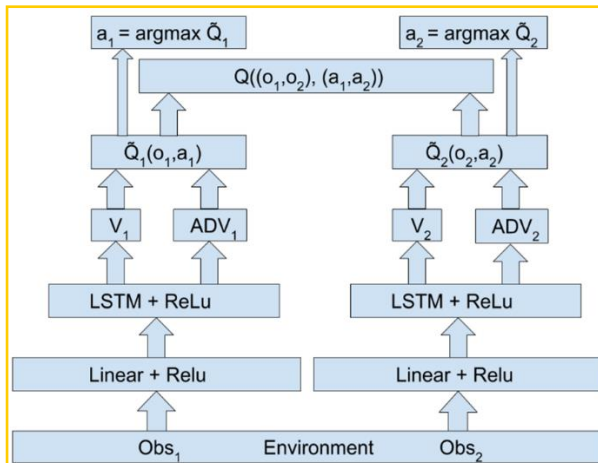 a₁ = argmax Q̃₁
a₂ = argmax Q̃₂
Q((o₁,o₂), (a₁,a₂))
Q̃₁(o₁,a₁)
Q̃₂(o₂,a₂)
V₁
ADV₁
V₂
ADV₂
LSTM + ReLu
LSTM + ReLu
Linear + Relu
Linear + Relu
Obs₁ Environment Obs₂